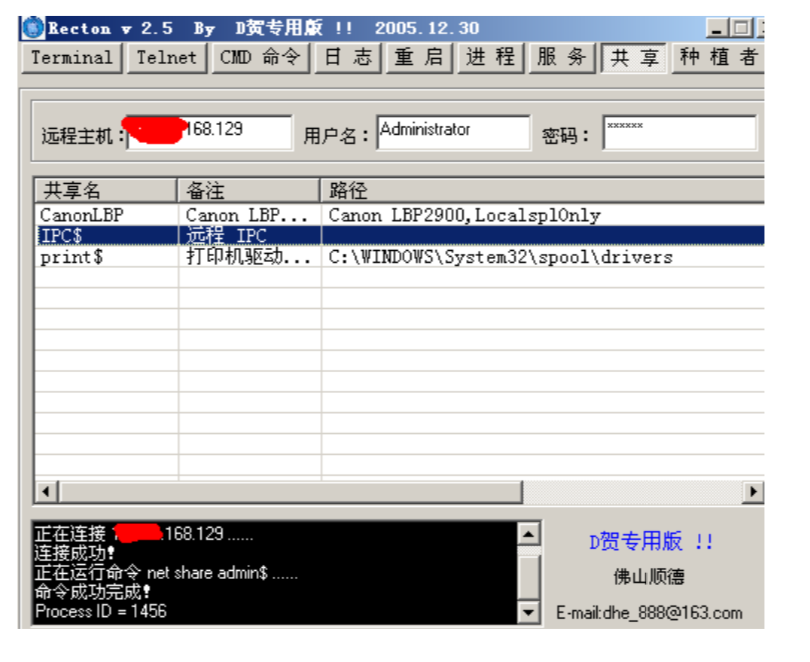 Recton v 2.5 By D贺专用版 !! 2005.12.30
Terminal Telnet CMD 命令 日 志 重 启 进 程 服 务 共 享 种 植 者
远程主机： 168.129 用户名： Administrator 密码： ******
共享名 备注 路径
CanonLBP Canon LBP... Canon LBP2900,LocalsplOnly
IPC$ 远程 IPC
print$ 打印机驱动... C:\WINDOWS\System32\spool\drivers
正在连接 1 .168.129 ......
连接成功!
正在运行命令 net share admin$ ......
命令成功完成!
Process ID = 1456
D贺专用版 !!
佛山顺德
E-mail:dhe_888@163.com